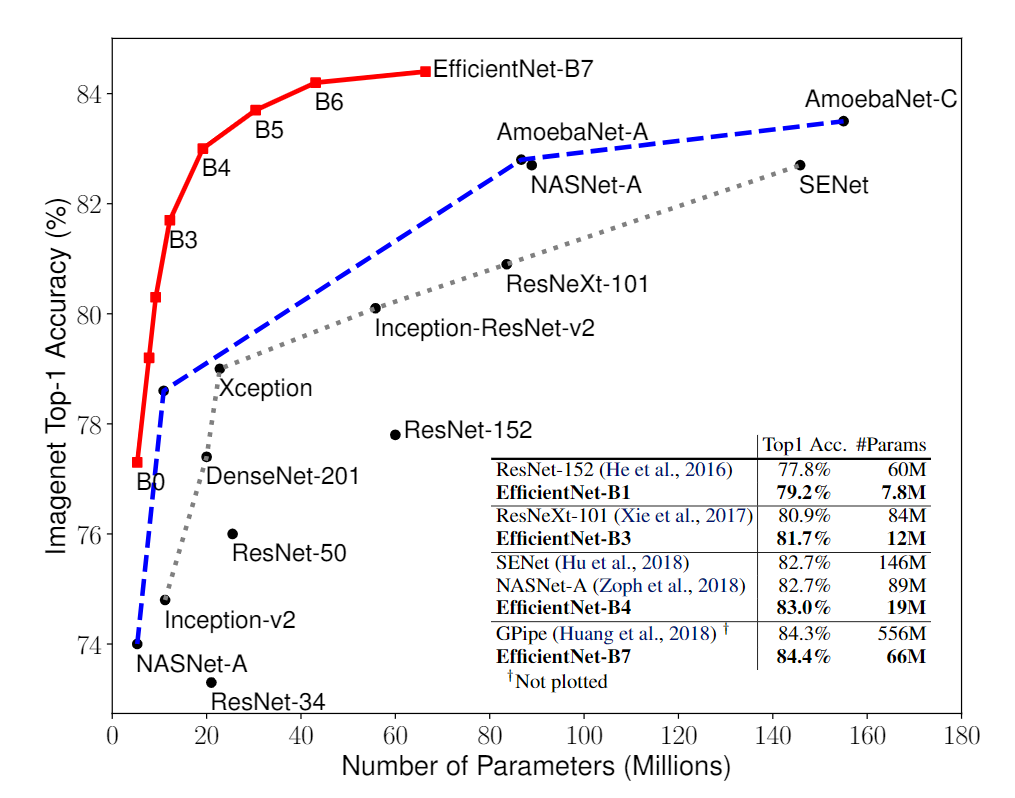 EfficientNet-B7
84
AmoebaNet-C
B6
B5
AmoebaNet-A
B4
NASNet-A
SENet
82
B3
ResNeXt-101
80
Inception-ResNet-v2
Xception
78
ResNet-152
B0
DenseNet-201
76
ResNet-50
Inception-v2
74
NASNet-A
ResNet-34
Imagenet Top-1 Accuracy (%)
Top1 Acc. #Params
ResNet-152 (He et al., 2016) 77.8% 60M
EfficientNet-B1 79.2% 7.8M
ResNeXt-101 (Xie et al., 2017) 80.9% 84M
EfficientNet-B3 81.7% 12M
SENet (Hu et al., 2018) 82.7% 146M
NASNet-A (Zoph et al., 2018) 82.7% 89M
EfficientNet-B4 83.0% 19M
GPipe (Huang et al., 2018) † 84.3% 556M
EfficientNet-B7 84.4% 66M
†Not plotted
0 20 40 60 80 100 120 140 160 180
Number of Parameters (Millions)